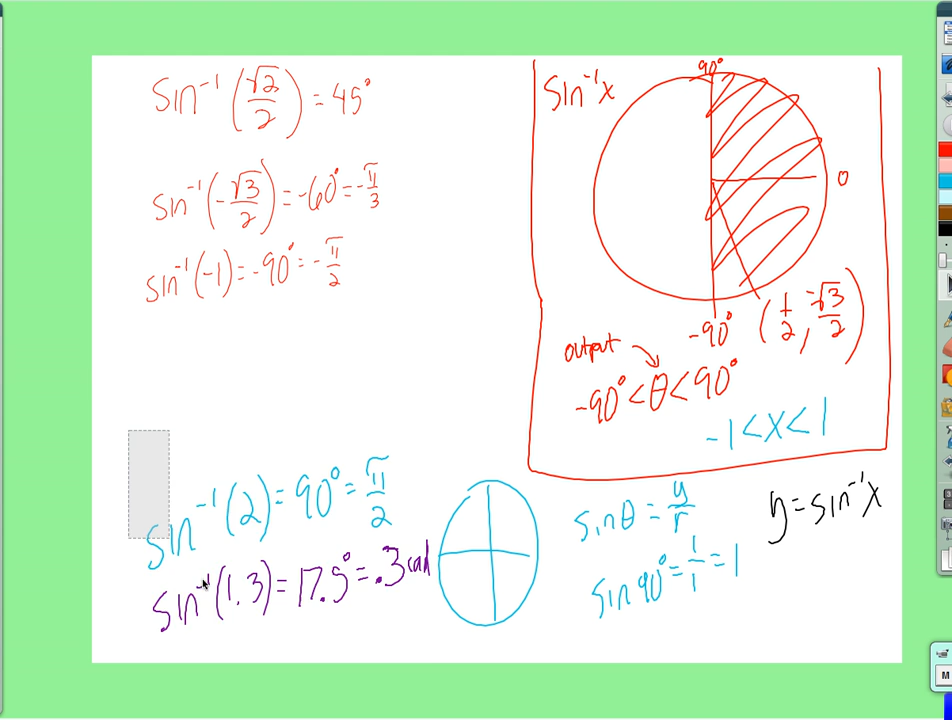 sin⁻¹(√2/2) = 45°
sin⁻¹(-√3/2) = -60° = -π/3
sin⁻¹(-1) = -90° = -π/2
sin⁻¹(2) = 90° = π/2
sin⁻¹(1.3) = 17.5° = .3 rad
sin⁻¹x
90°
0
-90°
(1/2, -√3/2)
output
-90° < θ < 90°
-1 < x < 1
sinθ = y/r
sin 90° = 1/1 = 1
y = sin⁻¹x
M